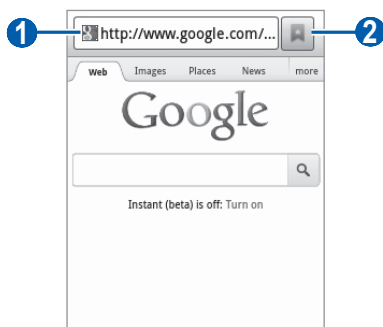 1 http://www.google.com/... 2
Web Images Places News more
Google
Instant (beta) is off: Turn on